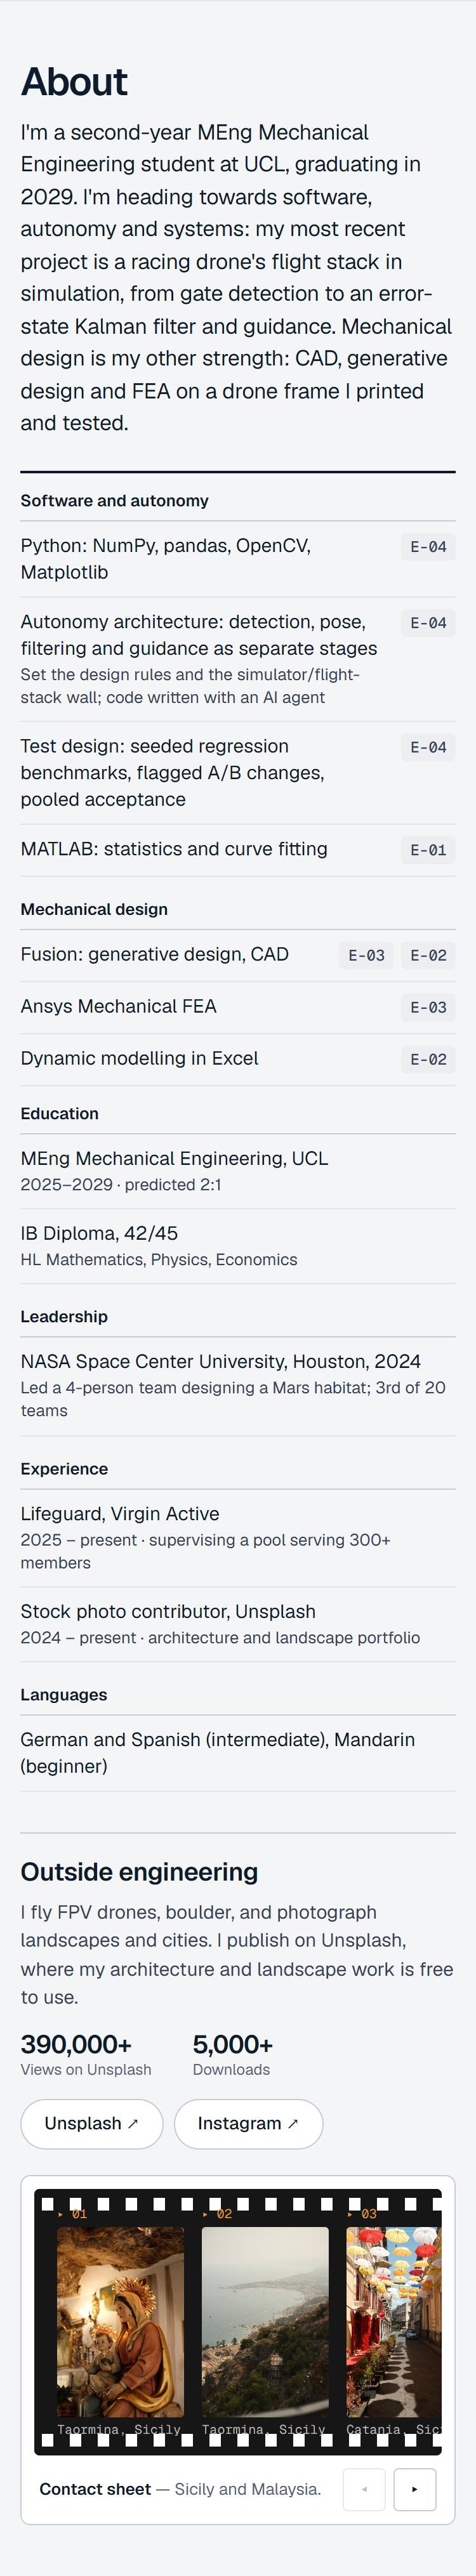 About
I'm a second-year MEng Mechanical
Engineering student at UCL, graduating in
2029. I'm heading towards software,
autonomy and systems: my most recent
project is a racing drone's flight stack in
simulation, from gate detection to an error-
state Kalman filter and guidance. Mechanical
design is my other strength: CAD, generative
design and FEA on a drone frame I printed
and tested.
Software and autonomy
Python: NumPy, pandas, OpenCV, E-04
Matplotlib
Autonomy architecture: detection, pose, E-04
filtering and guidance as separate stages
Set the design rules and the simulator/flight-
stack wall; code written with an AI agent
Test design: seeded regression E-04
benchmarks, flagged A/B changes,
pooled acceptance
MATLAB: statistics and curve fitting E-01
Mechanical design
Fusion: generative design, CAD E-03 E-02
Ansys Mechanical FEA E-03
Dynamic modelling in Excel E-02
Education
MEng Mechanical Engineering, UCL
2025–2029 · predicted 2:1
IB Diploma, 42/45
HL Mathematics, Physics, Economics
Leadership
NASA Space Center University, Houston, 2024
Led a 4-person team designing a Mars habitat; 3rd of 20
teams
Experience
Lifeguard, Virgin Active
2025 – present · supervising a pool serving 300+
members
Stock photo contributor, Unsplash
2024 – present · architecture and landscape portfolio
Languages
German and Spanish (intermediate), Mandarin
(beginner)
Outside engineering
I fly FPV drones, boulder, and photograph
landscapes and cities. I publish on Unsplash,
where my architecture and landscape work is free
to use.
390,000+ 5,000+
Views on Unsplash Downloads
Unsplash ↗ Instagram ↗
▸ 01 ▸ 02 ▸ 03
Taormina, Sicily Taormina, Sicily Catania, Sic
Contact sheet — Sicily and Malaysia. ◂ ▸